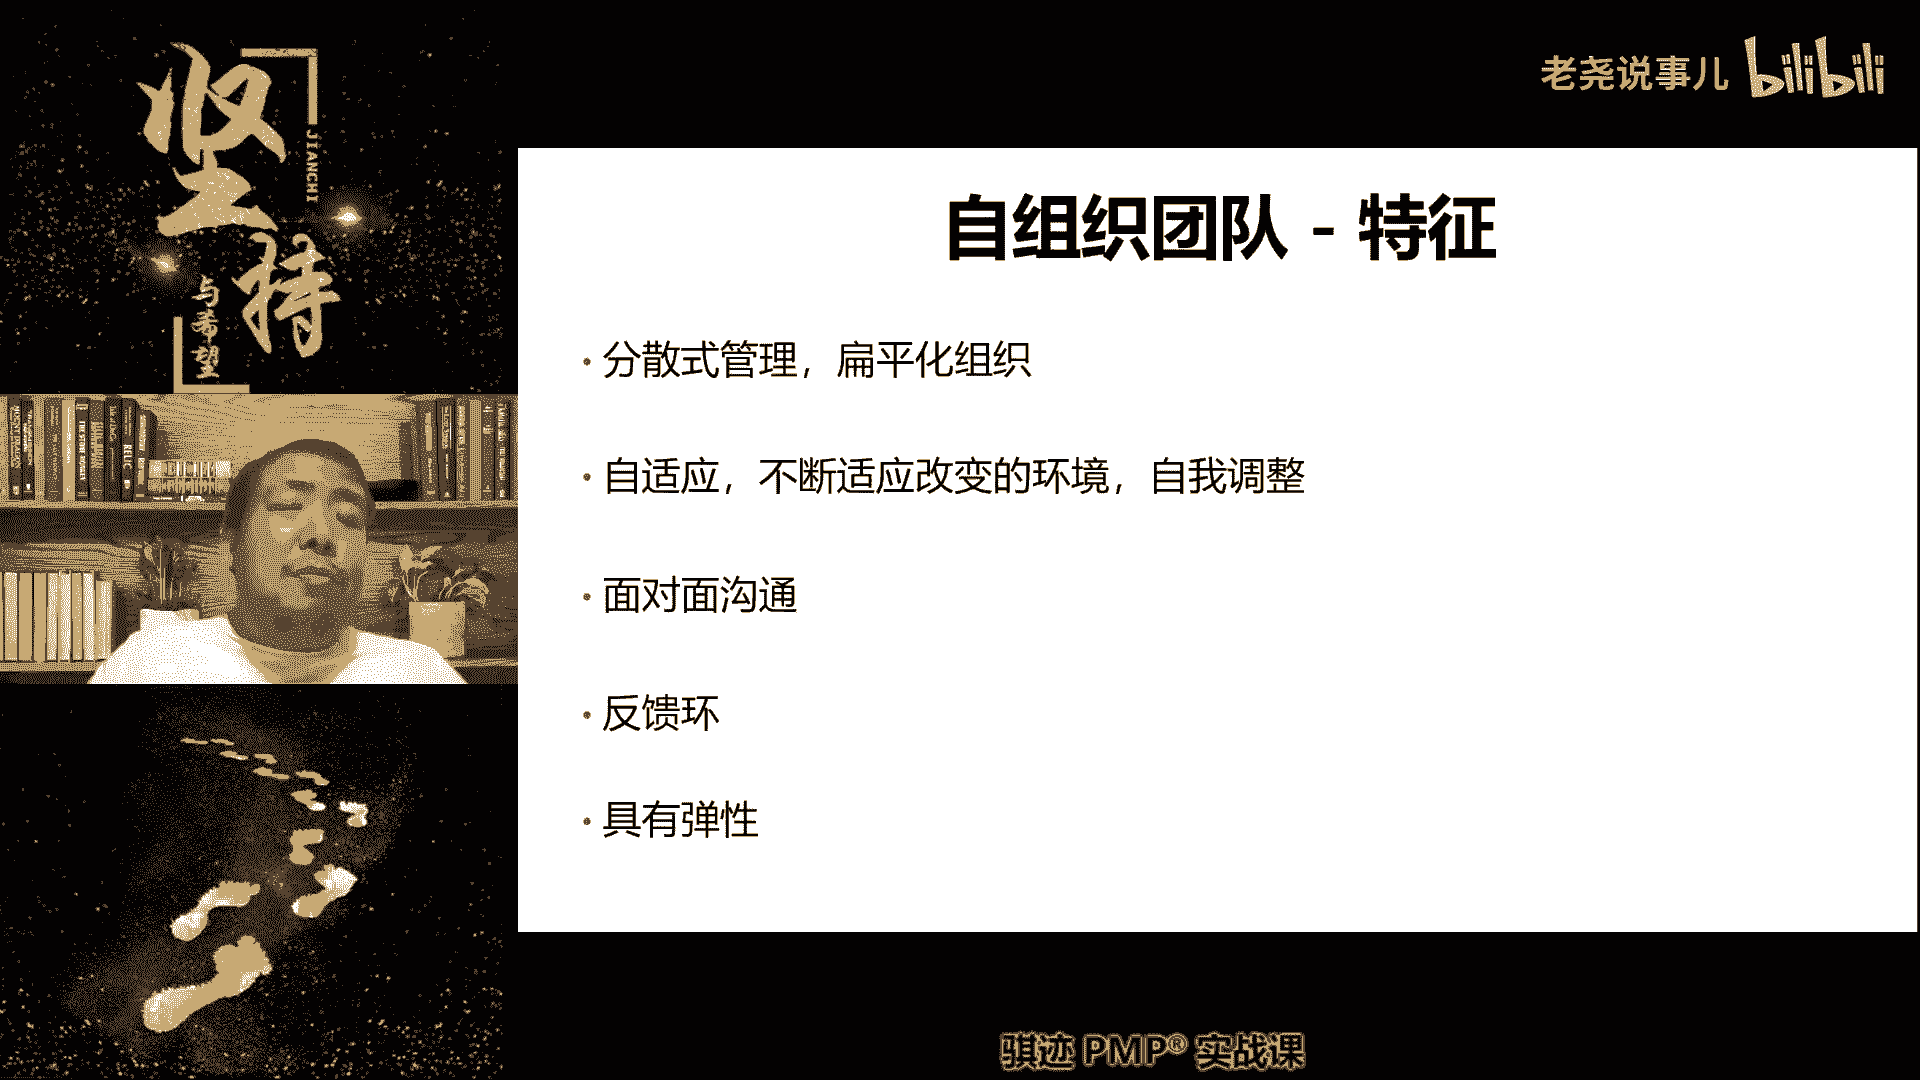 坚持
JIANCHI
与希望
老尧说事儿 bilibili
自组织团队 - 特征
· 分散式管理，扁平化组织
· 自适应，不断适应改变的环境，自我调整
· 面对面沟通
· 反馈环
· 具有弹性
骐迹 PMP® 实战课